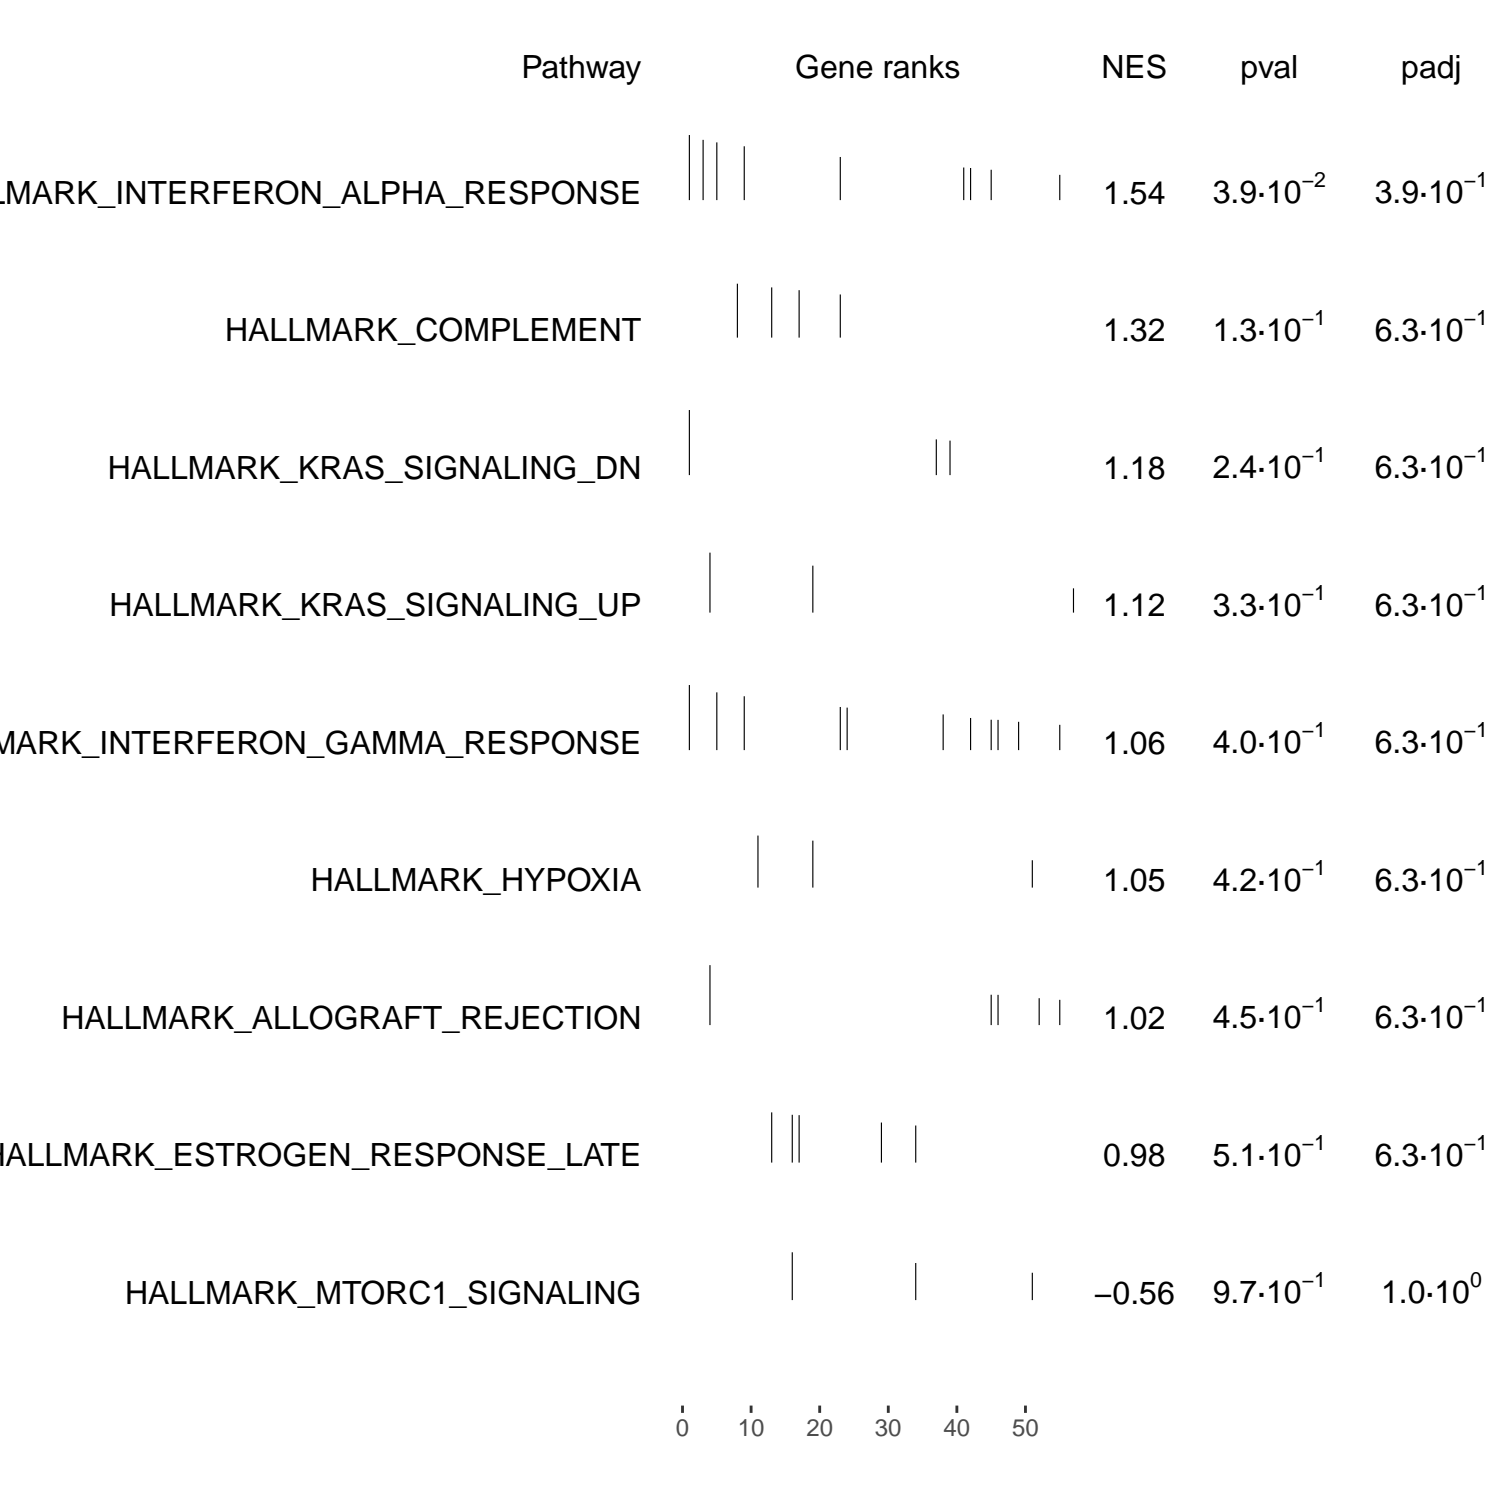 Pathway Gene ranks NES pval padj
LMARK_INTERFERON_ALPHA_RESPONSE 1.54 3.9·10⁻² 3.9·10⁻¹
HALLMARK_COMPLEMENT 1.32 1.3·10⁻¹ 6.3·10⁻¹
HALLMARK_KRAS_SIGNALING_DN 1.18 2.4·10⁻¹ 6.3·10⁻¹
HALLMARK_KRAS_SIGNALING_UP 1.12 3.3·10⁻¹ 6.3·10⁻¹
MARK_INTERFERON_GAMMA_RESPONSE 1.06 4.0·10⁻¹ 6.3·10⁻¹
HALLMARK_HYPOXIA 1.05 4.2·10⁻¹ 6.3·10⁻¹
HALLMARK_ALLOGRAFT_REJECTION 1.02 4.5·10⁻¹ 6.3·10⁻¹
HALLMARK_ESTROGEN_RESPONSE_LATE 0.98 5.1·10⁻¹ 6.3·10⁻¹
HALLMARK_MTORC1_SIGNALING −0.56 9.7·10⁻¹ 1.0·10⁰
0 10 20 30 40 50